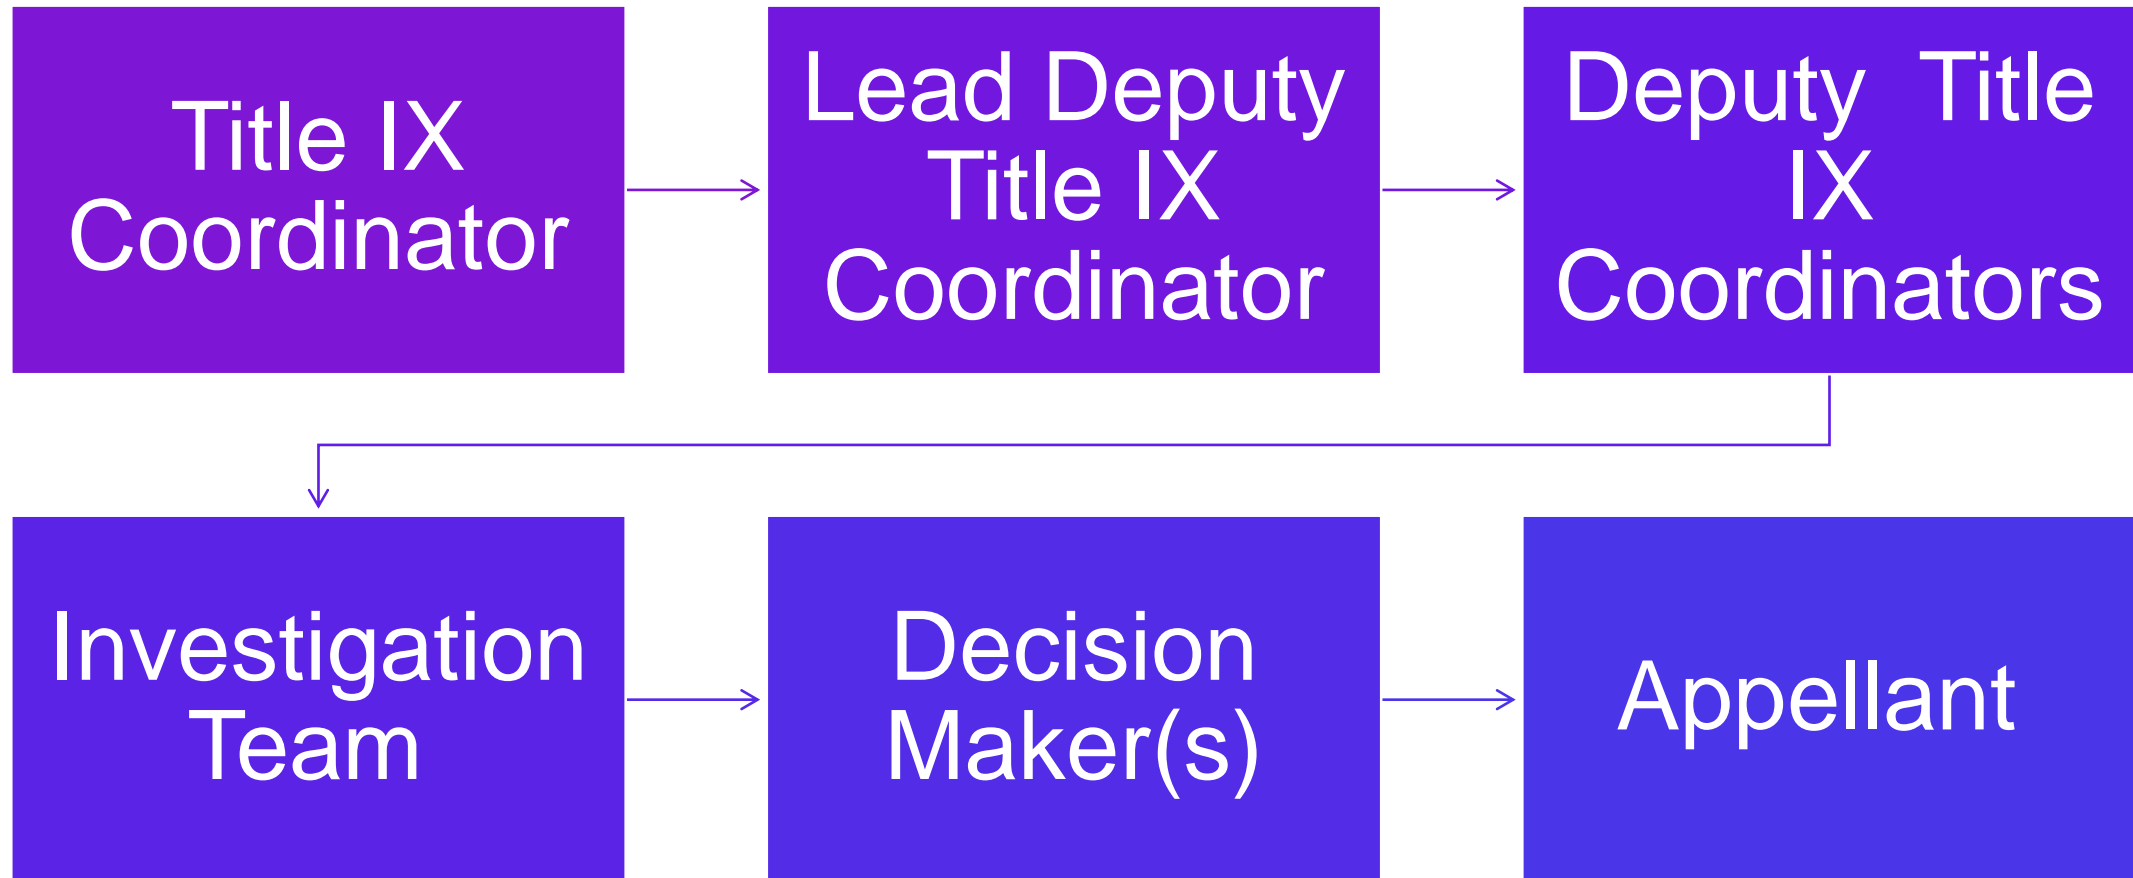 Title IX
Coordinator
Lead Deputy
Title IX
Coordinator
Deputy  Title
IX
Coordinators
Investigation
Team
Decision
Maker(s)
Appellant